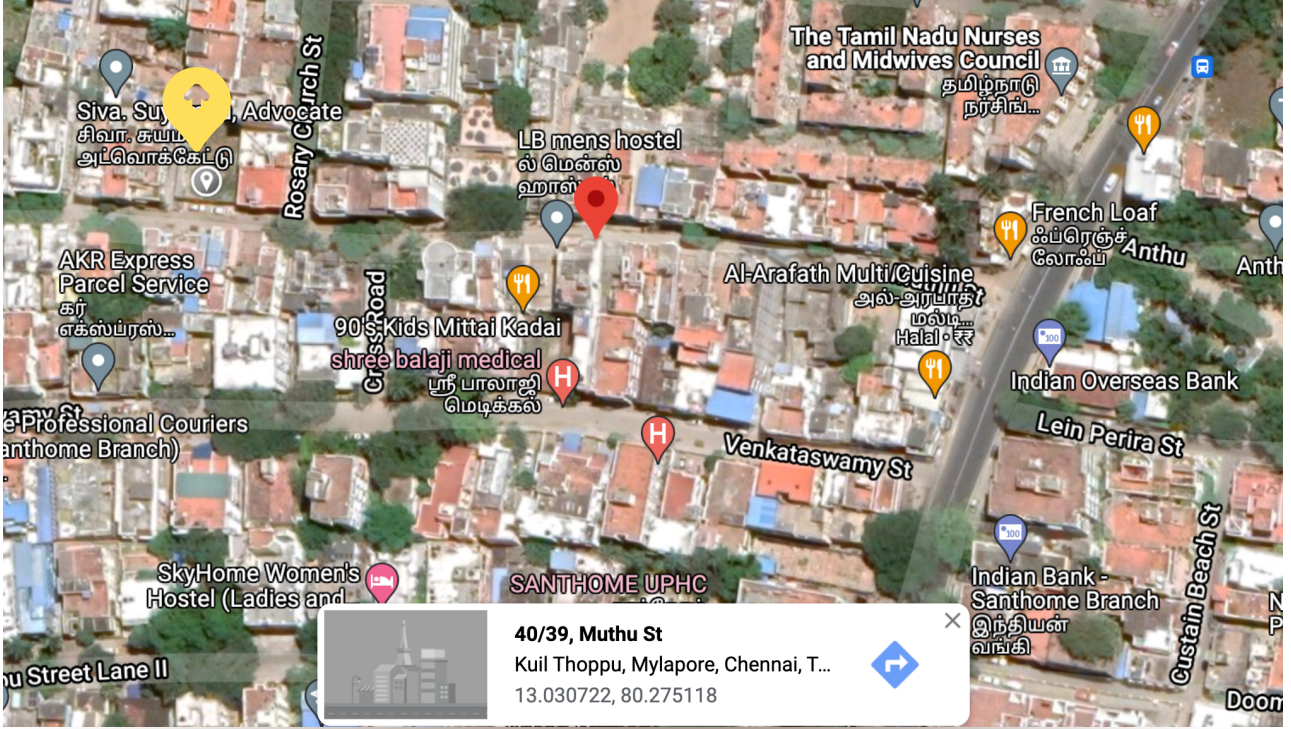 The Tamil Nadu Nurses
and Midwives Council
தமிழ்நாடு
நர்சிங்...
Siva. , Advocate
சிவா.
அட்வொக்கேட்டு
Rosary Church St
LB mens hostel
ல் மென்ஸ்
French Loaf
ஃப்ரெஞ்ச்
லோஃப்
Anthu
Anth
AKR Express
Parcel Service
கர்
எக்ஸ்ப்ரஸ்...
Al-Arafath Multi Cuisine
அல்-அரபாத்
மல்டி...
Halal • ₹₹
90's Kids Mittai Kadai
Cross Road
shree balaji medical
ஸ்ரீ பாலாஜி
மெடிக்கல்
H
100
Indian Overseas Bank
Professional Couriers
anthome Branch)
H
Venkataswamy St
Lein Perira St
100
Indian Bank -
Santhome Branch
இந்தியன்
வங்கி
Custain Beach St
SkyHome Women's
Hostel (Ladies and...
SANTHOME UPHC
40/39, Muthu St
Kuil Thoppu, Mylapore, Chennai, T...
13.030722, 80.275118
u Street Lane II
Doom